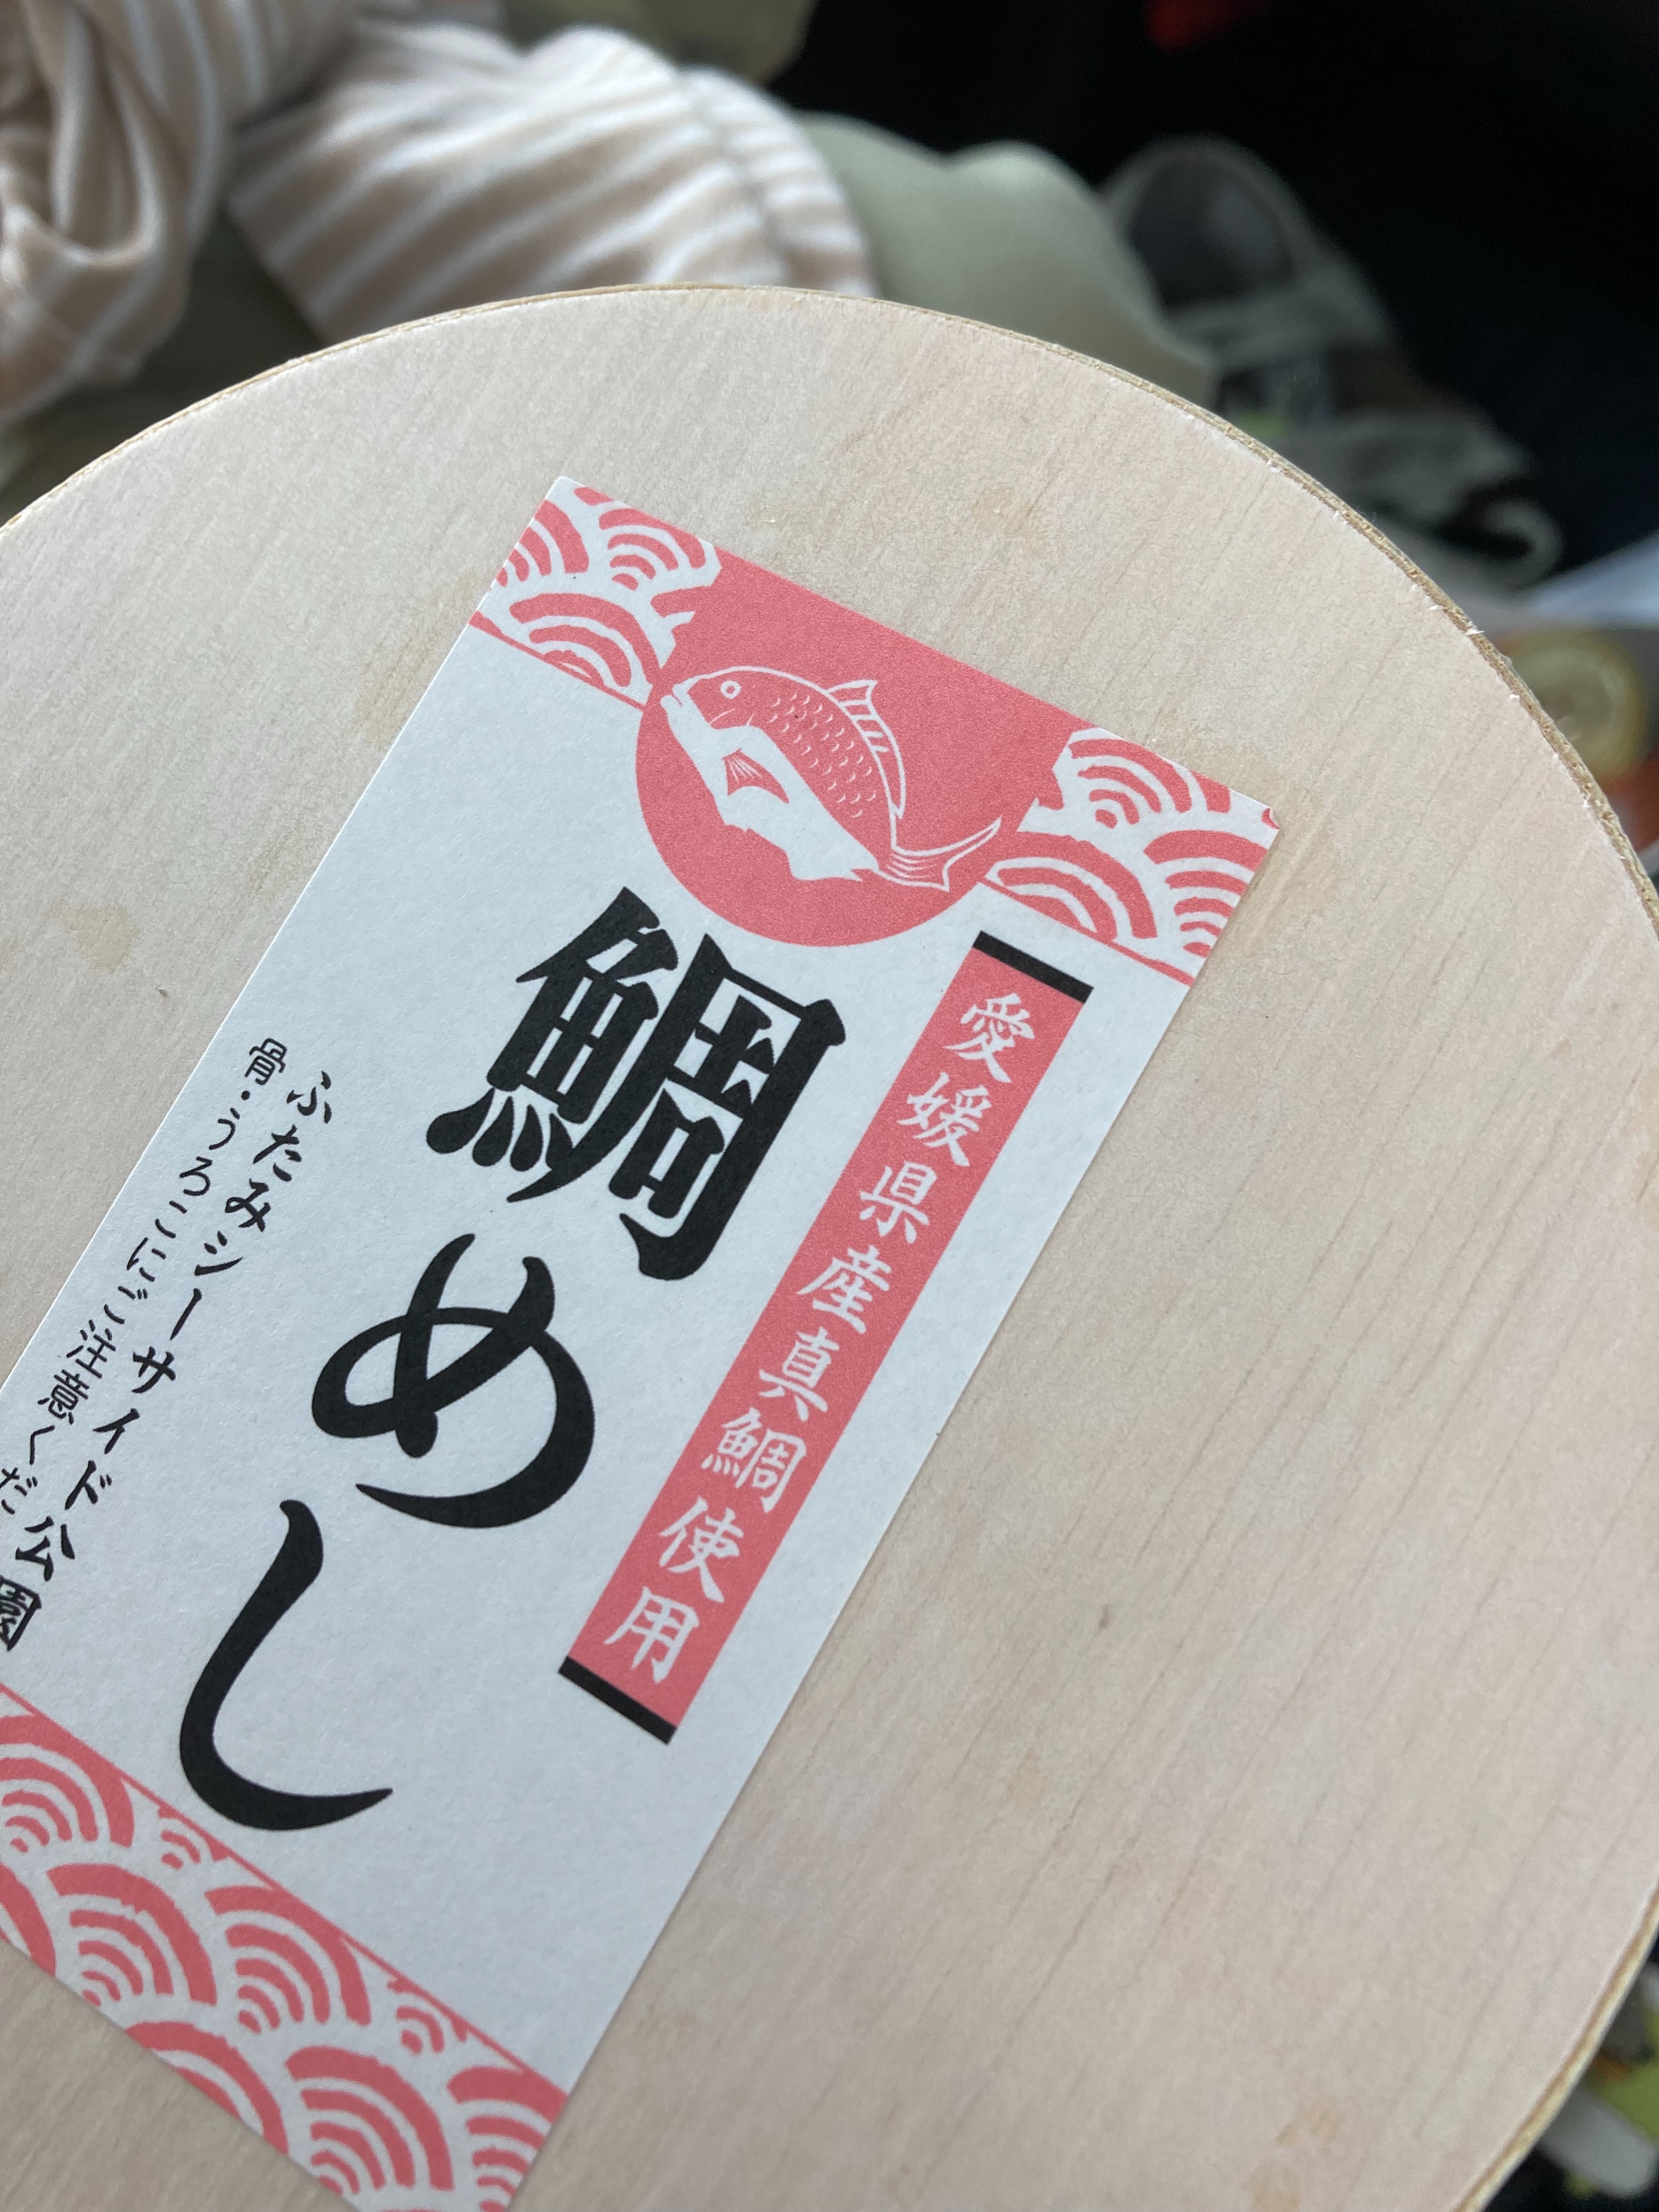 愛媛県産真鯛使用
鯛めし
ふたみシーサイド公園
骨・うろこにご注意くだ